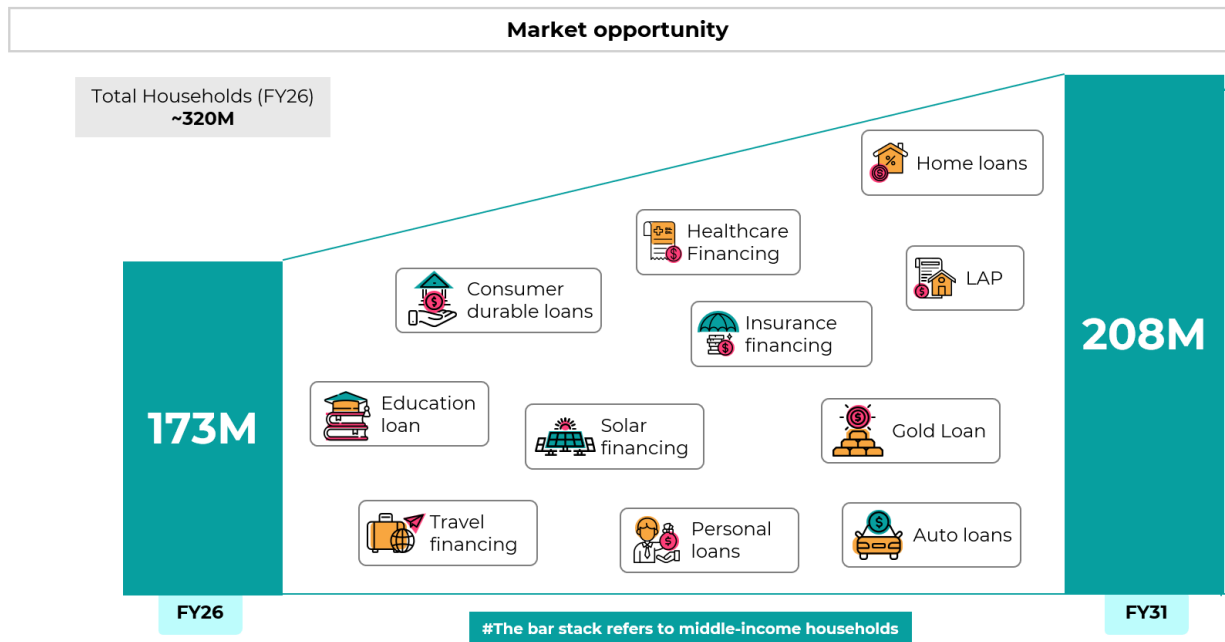 Market opportunity
Total Households (FY26)
~320M
Home loans
Healthcare
Financing
LAP
Consumer
durable loans
Insurance
financing
208M
Education
loan
173M
Solar
financing
Gold Loan
Travel
financing
Personal
loans
Auto loans
FY26
FY31
#The bar stack refers to middle-income households